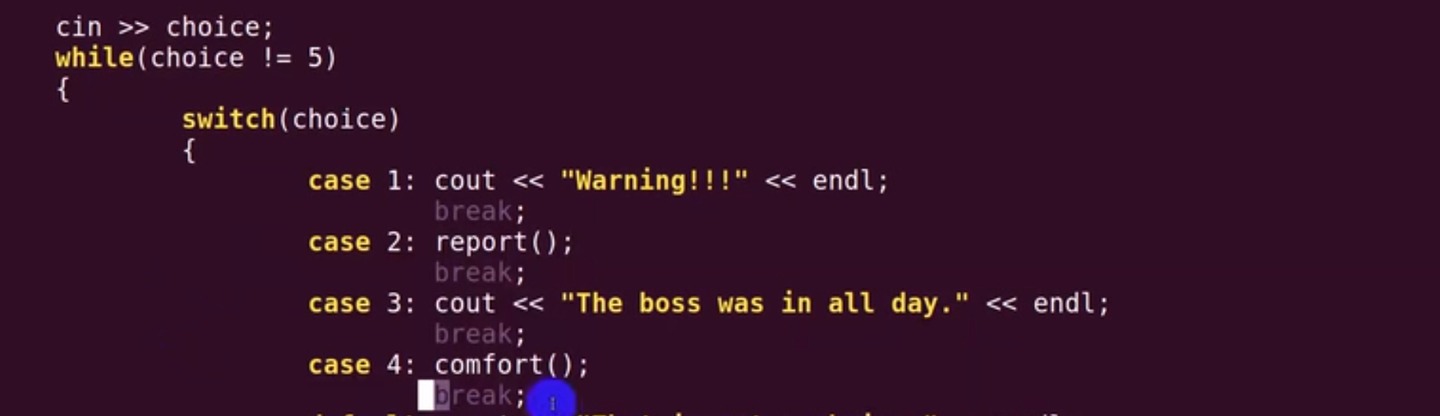 cin >> choice;
while(choice != 5)
{
switch(choice)
{
case 1: cout << "Warning!!!" << endl;
break;
case 2: report();
break;
case 3: cout << "The boss was in all day." << endl;
break;
case 4: comfort();
break;